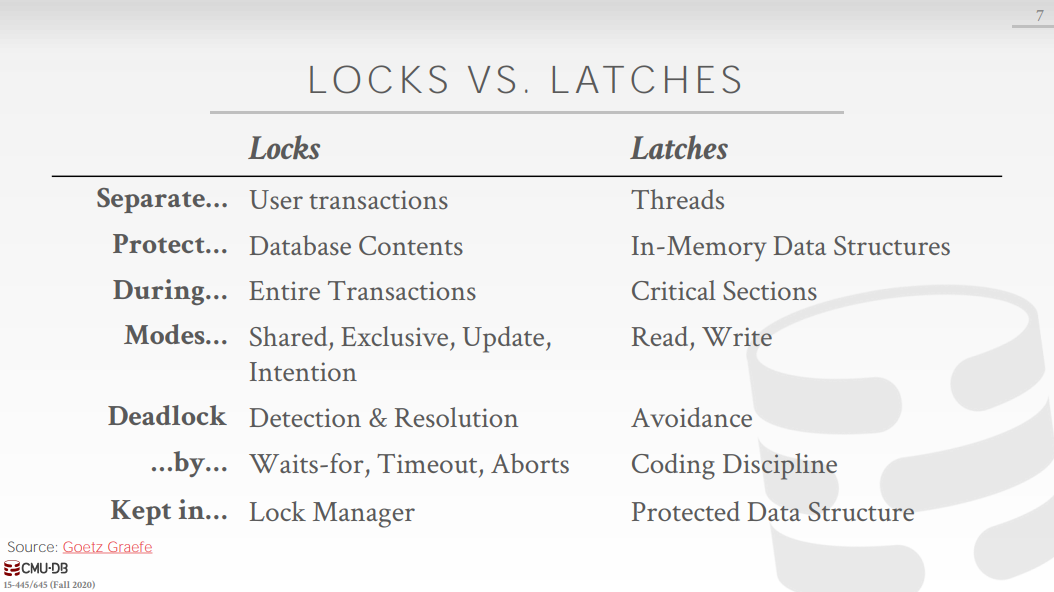 7
LOCKS VS. LATCHES
Locks Latches
Separate... User transactions Threads
Protect... Database Contents In-Memory Data Structures
During... Entire Transactions Critical Sections
Modes... Shared, Exclusive, Update, Read, Write
Intention
Deadlock Detection & Resolution Avoidance
...by... Waits-for, Timeout, Aborts Coding Discipline
Kept in... Lock Manager Protected Data Structure
Source: Goetz Graefe
CMU·DB
15-445/645 (Fall 2020)